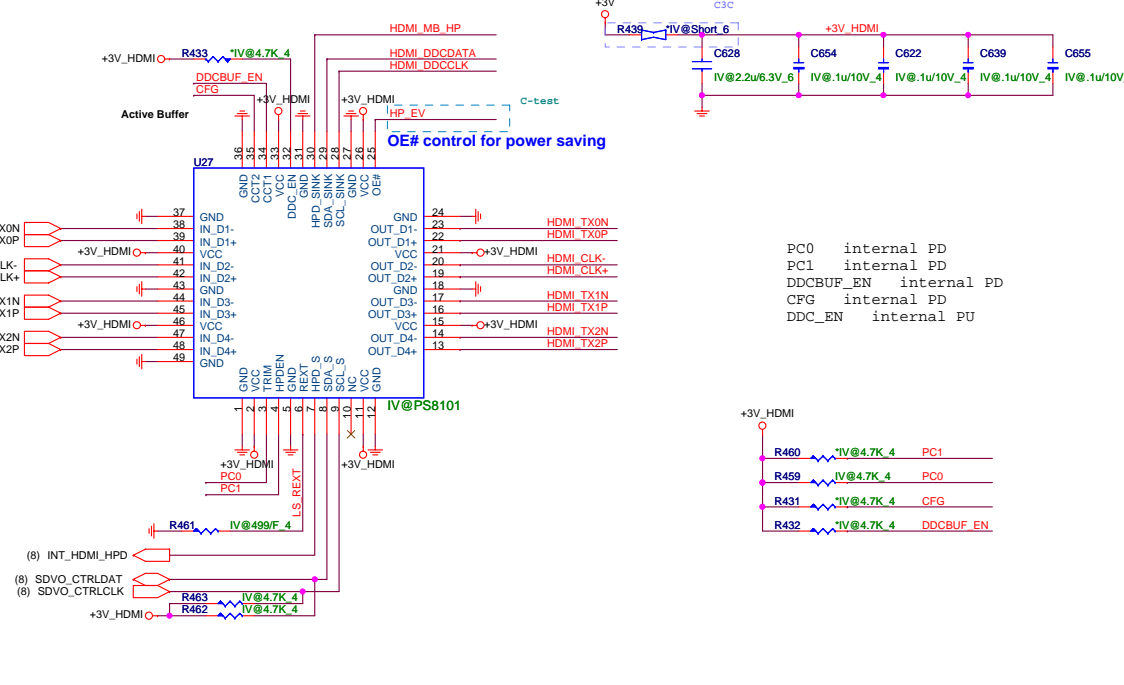 +3V
C3C
HDMI_MB_HP
R439
*IV@Short_6
+3V_HDMI
R433
*IV@4.7K_4
+3V_HDMI
HDMI_DDCDATA
HDMI_DDCCLK
C628
C654
C622
C639
C655
DDCBUF_EN
CFG
IV@2.2u/6.3V_6
IV@.1u/10V_4
IV@.1u/10V_4
IV@.1u/10V_4
IV@.1u/10V
+3V_HDMI
+3V_HDMI
C-test
Active Buffer
HP_EV
OE# control for power saving
36
35
34
33
32
31
30
29
28
27
26
25
U27
GND
CCT2
CCT1
VCC
DDC_EN
GND
HPD_SINK
SDA_SINK
SCL_SINK
GND
VCC
OE#
37
GND
GND
24
TX0N
38
IN_D1-
OUT_D1-
23
HDMI_TX0N
TX0P
39
IN_D1+
OUT_D1+
22
HDMI_TX0P
+3V_HDMI
40
VCC
VCC
21
+3V_HDMI
LK-
41
IN_D2-
OUT_D2-
20
HDMI_CLK-
LK+
42
IN_D2+
OUT_D2+
19
HDMI_CLK+
43
GND
GND
18
X1N
44
IN_D3-
OUT_D3-
17
HDMI_TX1N
X1P
45
IN_D3+
OUT_D3+
16
HDMI_TX1P
+3V_HDMI
46
VCC
VCC
15
+3V_HDMI
X2N
47
IN_D4-
OUT_D4-
14
HDMI_TX2N
X2P
48
IN_D4+
OUT_D4+
13
HDMI_TX2P
49
GND
PC0 internal PD
PC1 internal PD
DDCBUF_EN internal PD
CFG internal PD
DDC_EN internal PU
GND
VCC
TRIM
HPDEN
GND
REXT
HPD_S
SDA_S
SCL_S
NC
VCC
GND
1
2
3
4
5
6
7
8
9
10
11
12
IV@PS8101
+3V_HDMI
+3V_HDMI
PC0
PC1
LS_REXT
R461
IV@499/F_4
(8) INT_HDMI_HPD
(8) SDVO_CTRLDAT
(8) SDVO_CTRLCLK
R463
IV@4.7K_4
+3V_HDMI
R462
IV@4.7K_4
+3V_HDMI
R460
*IV@4.7K_4
PC1
R459
IV@4.7K_4
PC0
R431
*IV@4.7K_4
CFG
R432
*IV@4.7K_4
DDCBUF_EN